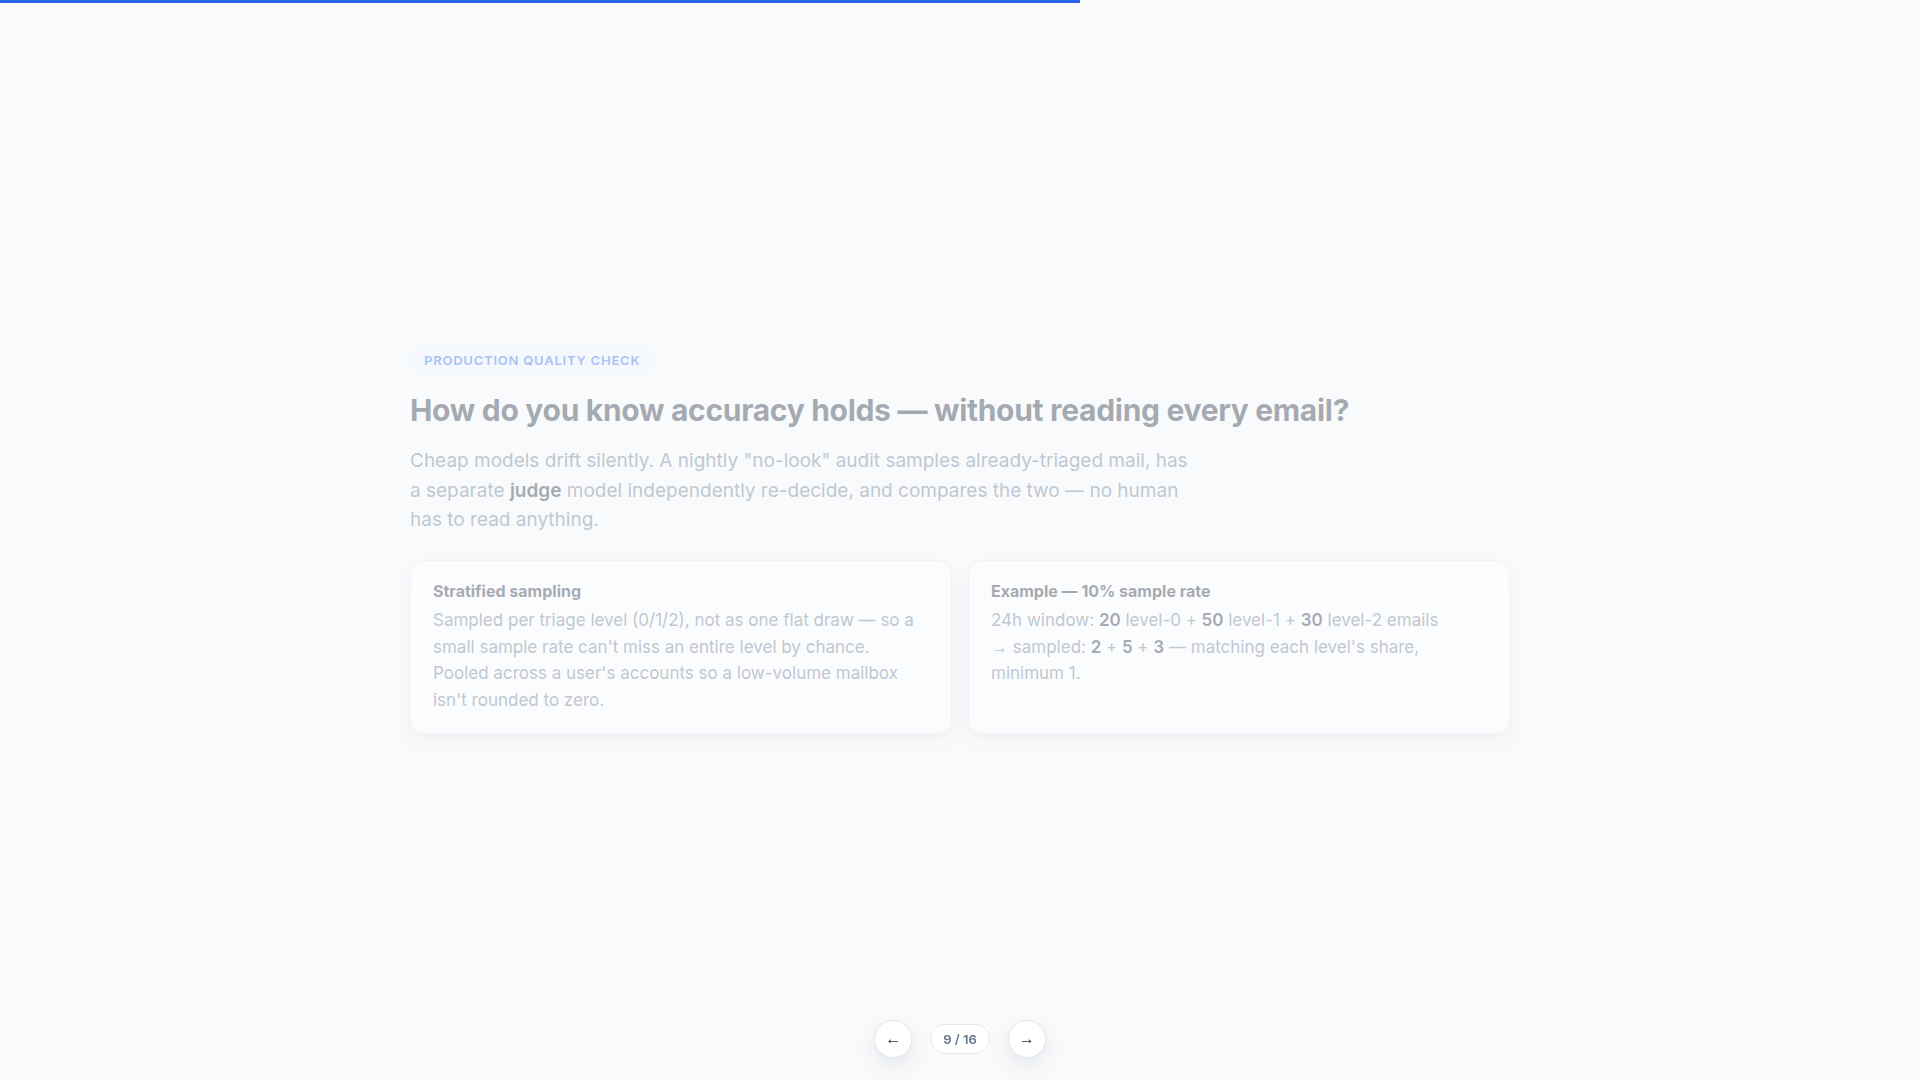 PRODUCTION QUALITY CHECK
How do you know accuracy holds — without reading every email?
Cheap models drift silently. A nightly "no-look" audit samples already-triaged mail, has
a separate judge model independently re-decide, and compares the two — no human
has to read anything.
Stratified sampling
Sampled per triage level (0/1/2), not as one flat draw — so a
small sample rate can't miss an entire level by chance.
Pooled across a user's accounts so a low-volume mailbox
isn't rounded to zero.
Example — 10% sample rate
24h window: 20 level-0 + 50 level-1 + 30 level-2 emails
→ sampled: 2 + 5 + 3 — matching each level's share,
minimum 1.
← 9 / 16 →